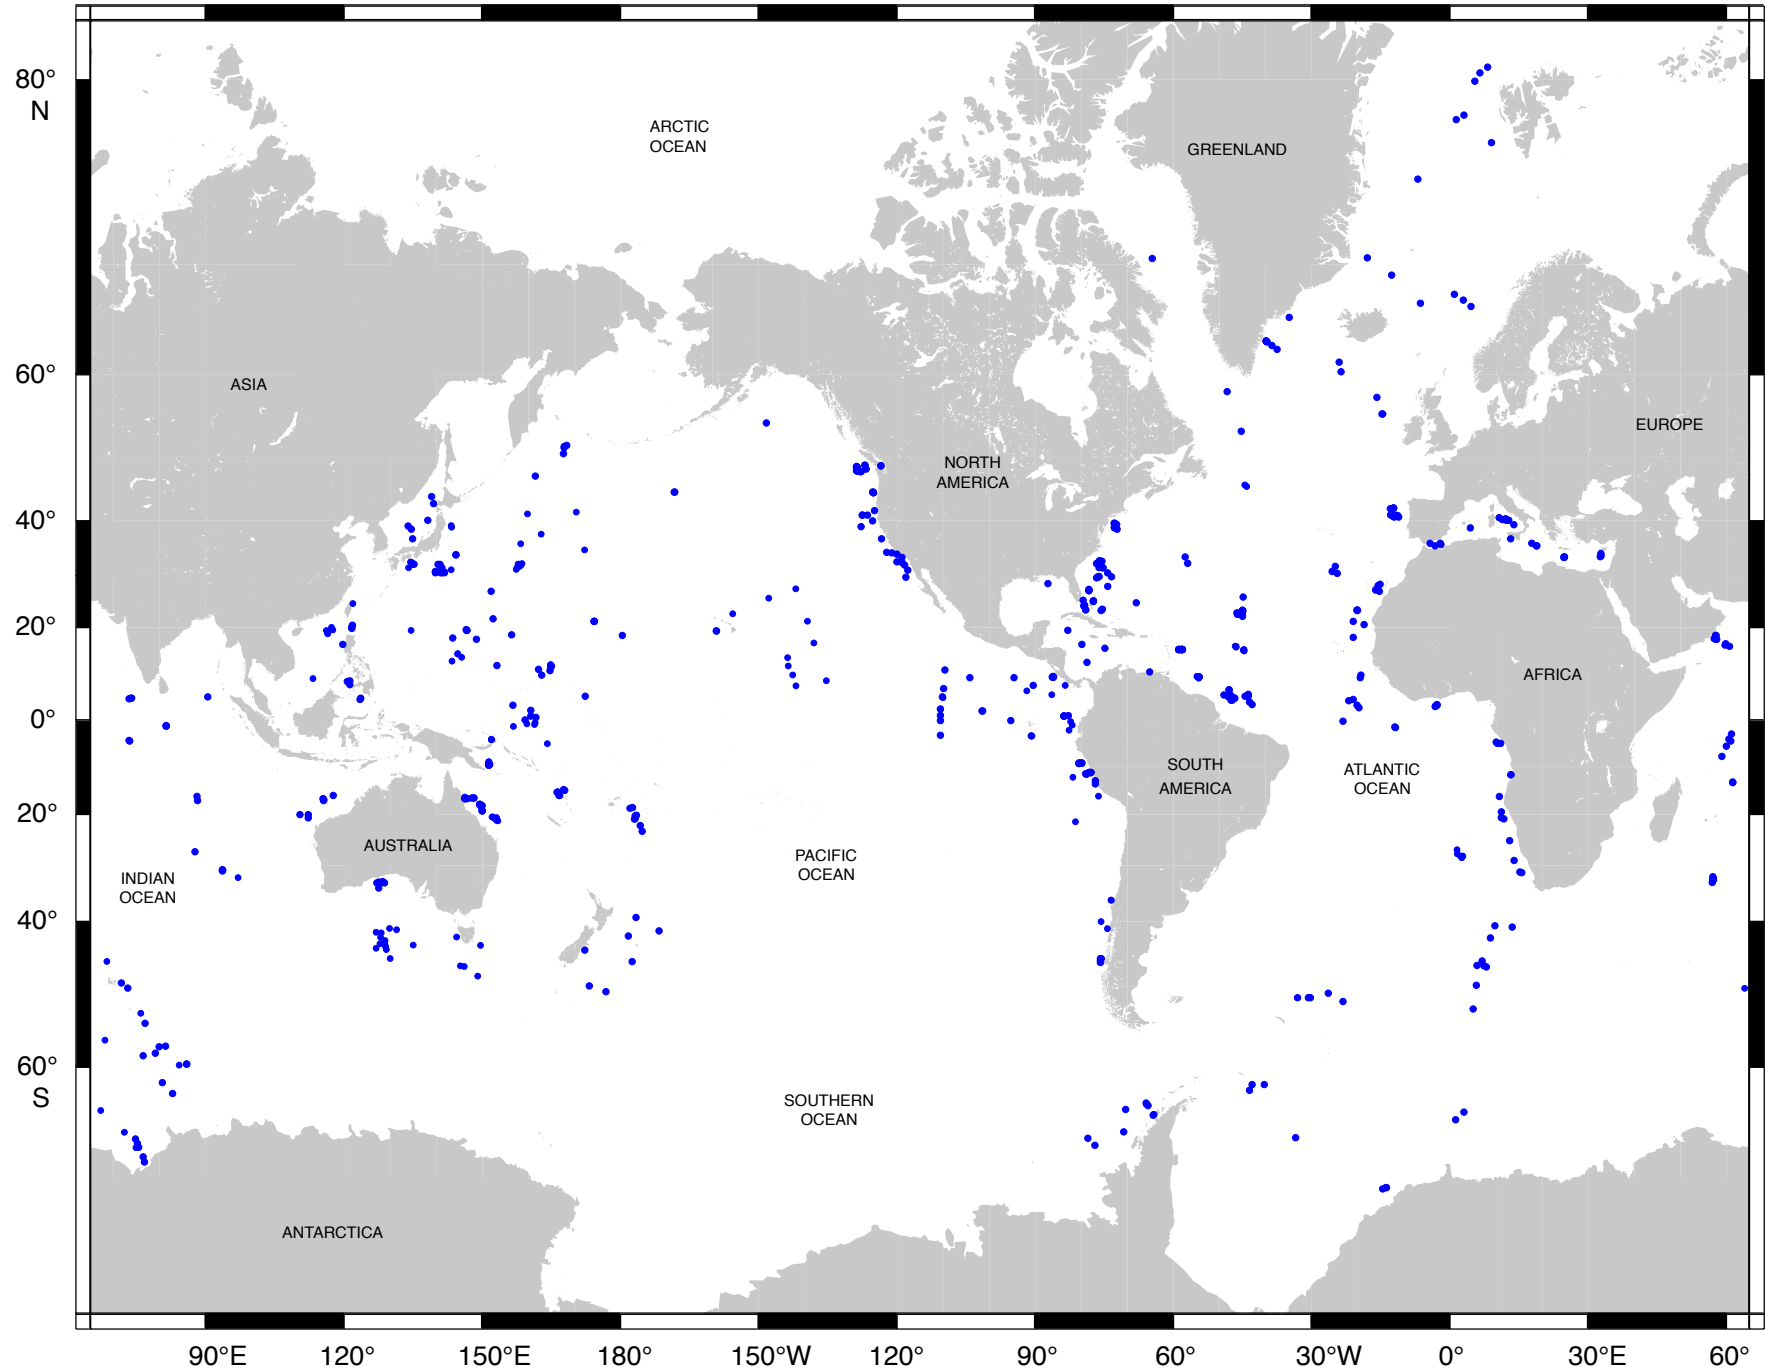 80°
N
ARCTIC
OCEAN
GREENLAND
60°
ASIA
EUROPE
NORTH
AMERICA
40°
20°
AFRICA
0°
SOUTH
AMERICA
ATLANTIC
OCEAN
20°
AUSTRALIA
PACIFIC
OCEAN
INDIAN
OCEAN
40°
60°
S
SOUTHERN
OCEAN
ANTARCTICA
90°E 120° 150°E 180° 150°W 120° 90° 60° 30°W 0° 30°E 60°